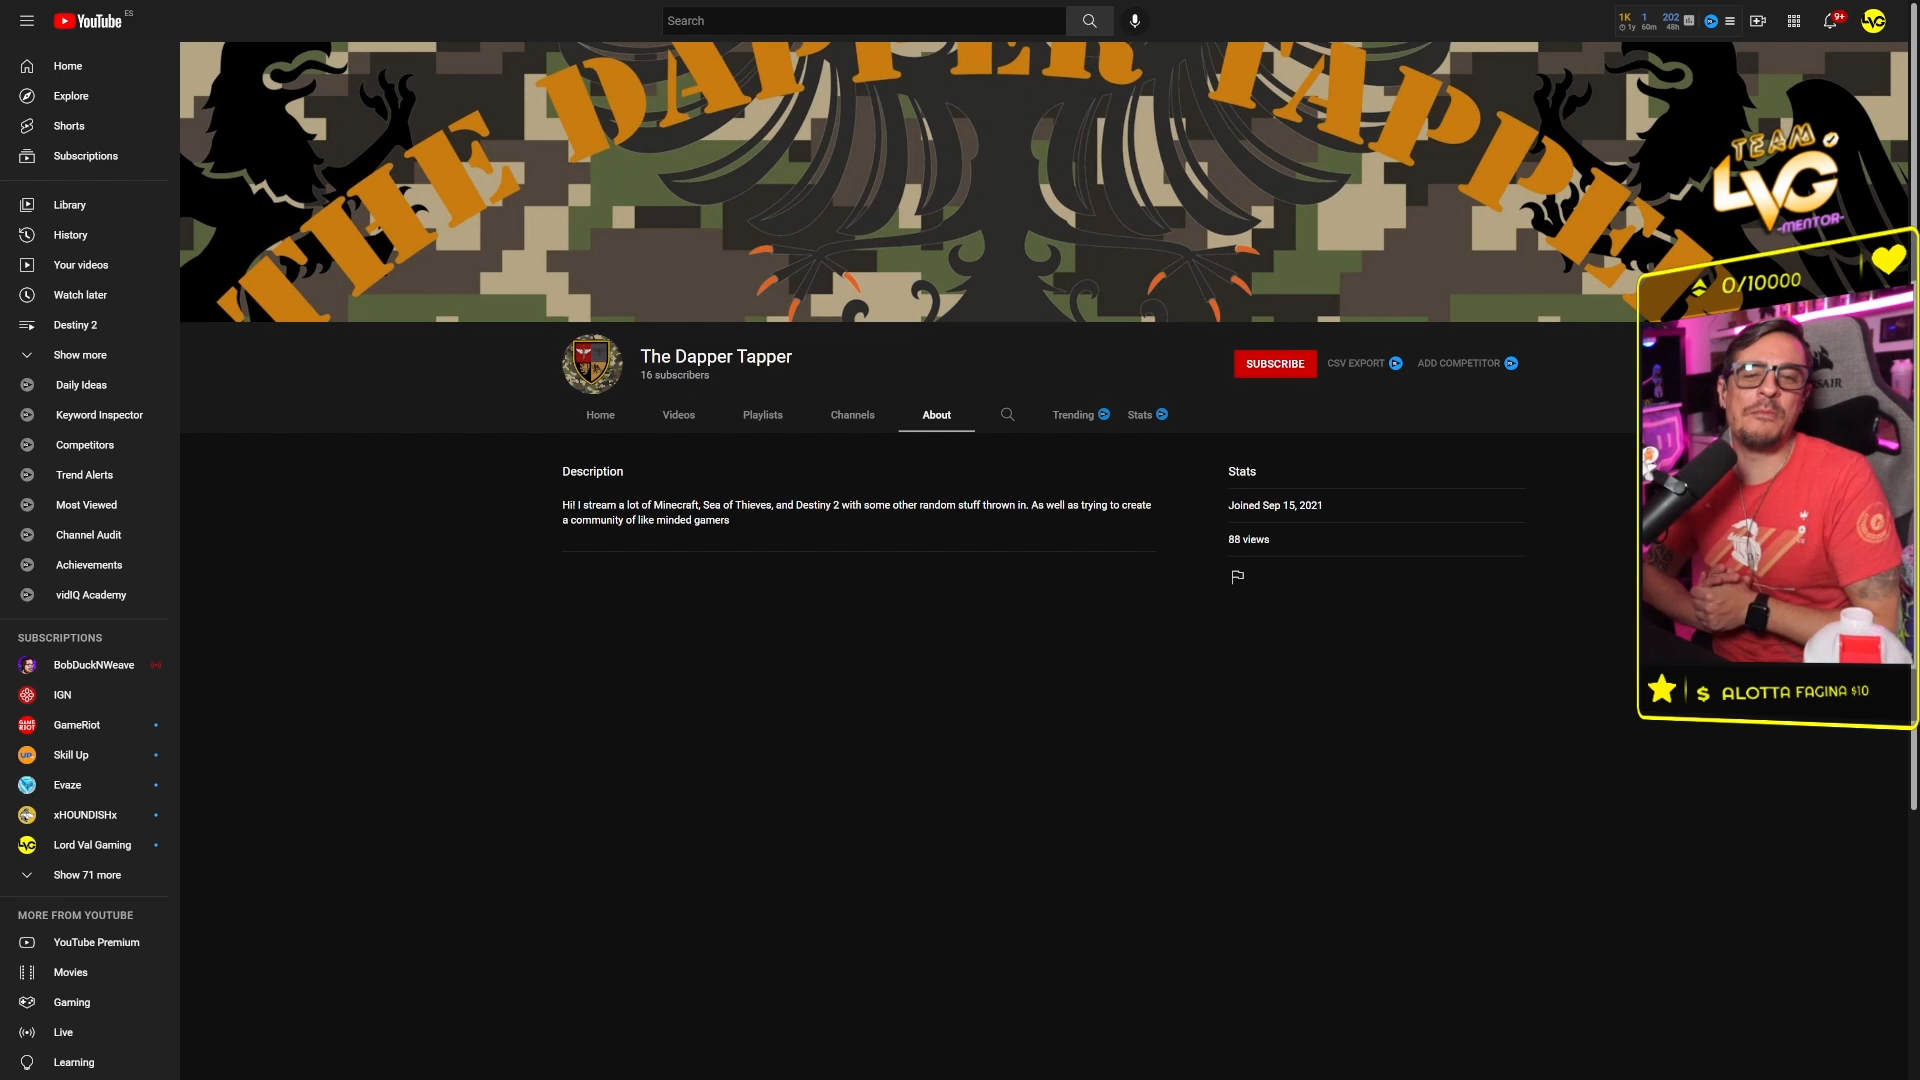 YouTube ES
Search
1K 1 202
1y 60m 48h
9+
LVG
Home
Explore
Shorts
Subscriptions
Library
History
Your videos
Watch later
Destiny 2
Show more
Daily Ideas
Keyword Inspector
Competitors
Trend Alerts
Most Viewed
Channel Audit
Achievements
vidIQ Academy
SUBSCRIPTIONS
BobDuckNWeave
IGN
GameRiot
Skill Up
Evaze
xHOUNDISHx
Lord Val Gaming
Show 71 more
MORE FROM YOUTUBE
YouTube Premium
Movies
Gaming
Live
Learning
THE DAPPER TAPPER
TEAM
LVG
-MENTOR-
0/10000
The Dapper Tapper
16 subscribers
SUBSCRIBE
CSV EXPORT
ADD COMPETITOR
Home
Videos
Playlists
Channels
About
Trending
Stats
Description
Hi! I stream a lot of Minecraft, Sea of Thieves, and Destiny 2 with some other random stuff thrown in. As well as trying to create
a community of like minded gamers
Stats
Joined Sep 15, 2021
88 views
$ ALOTTA FAGINA $10